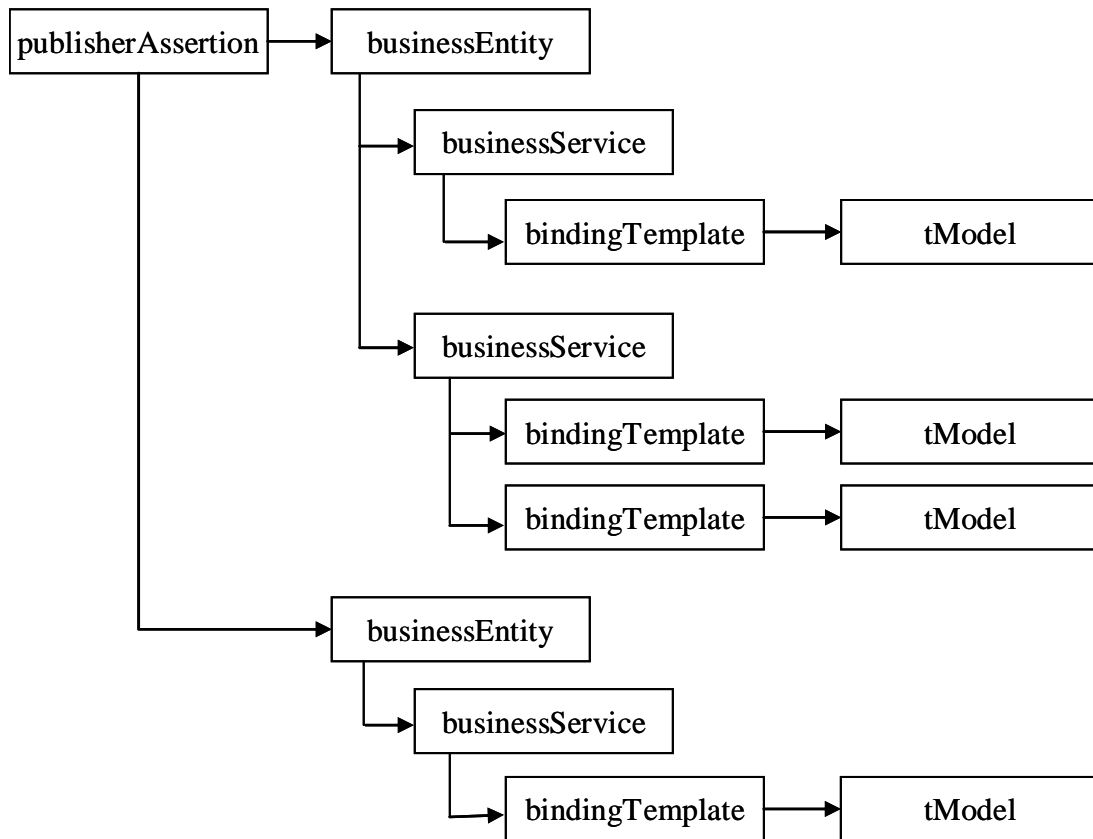 publisherAssertion
businessEntity
businessService
bindingTemplate
tModel
businessService
bindingTemplate
tModel
bindingTemplate
tModel
businessEntity
businessService
bindingTemplate
tModel